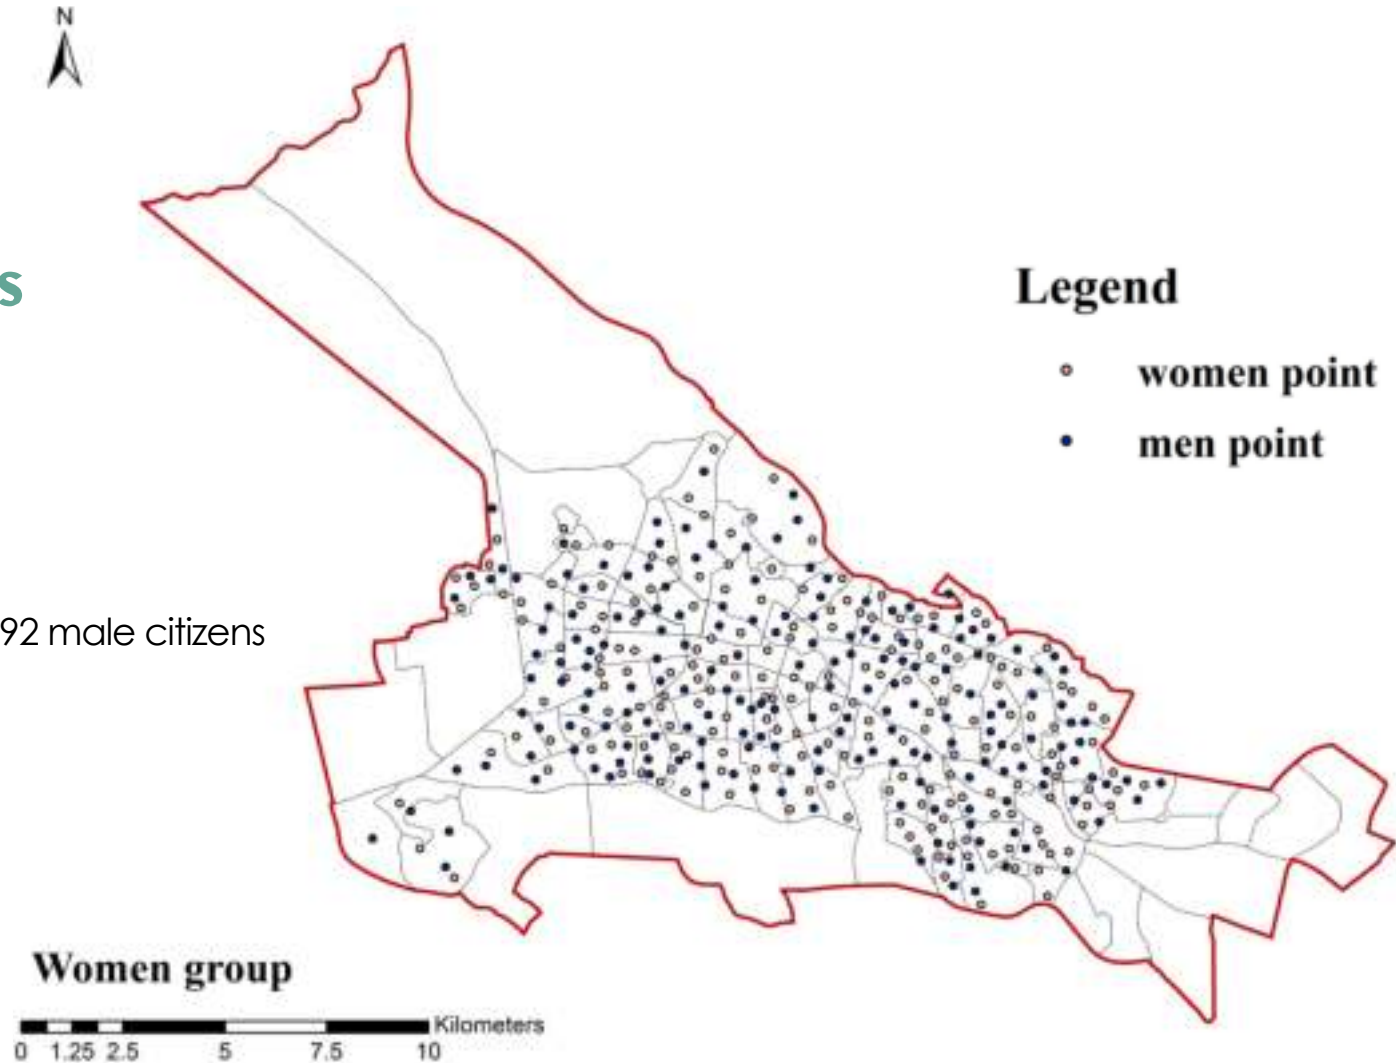 N
s
Legend
women point
men point
92 male citizens
Women group
Kilometers
0 1.25 2.5 5 7.5 10